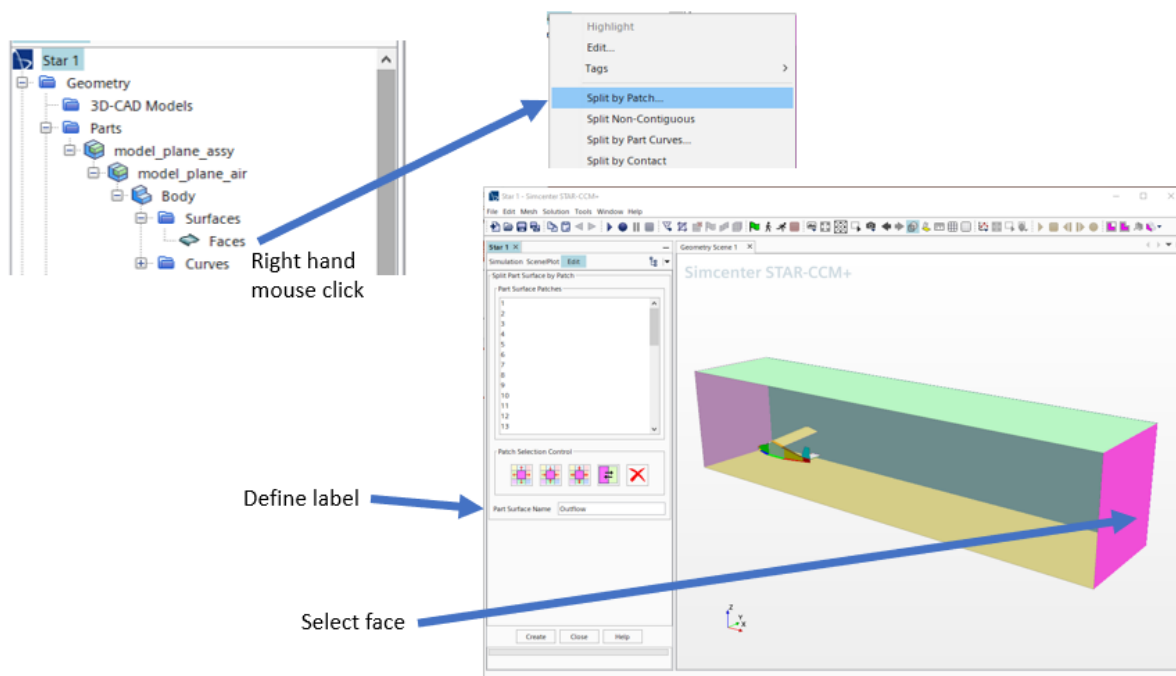 Star 1
Geometry
3D-CAD Models
Parts
model_plane_assy
model_plane_air
Body
Surfaces
Faces
Curves
Right hand
mouse click
Highlight
Edit...
Tags
Split by Patch...
Split Non-Contiguous
Split by Part Curves...
Split by Contact
Star 1 - Simcenter STAR-CCM+
File Edit Mesh Solution Tools Window Help
Star 1
Geometry Scene 1
Simulation Scene/Plot Edit
Split Part Surface by Patch
Part Surface Patches
1
2
3
4
5
6
7
8
9
10
11
12
13
Patch Selection Control
Part Surface Name Outflow
Create Close Help
Simcenter STAR-CCM+
Z
Y
X
Define label
Select face